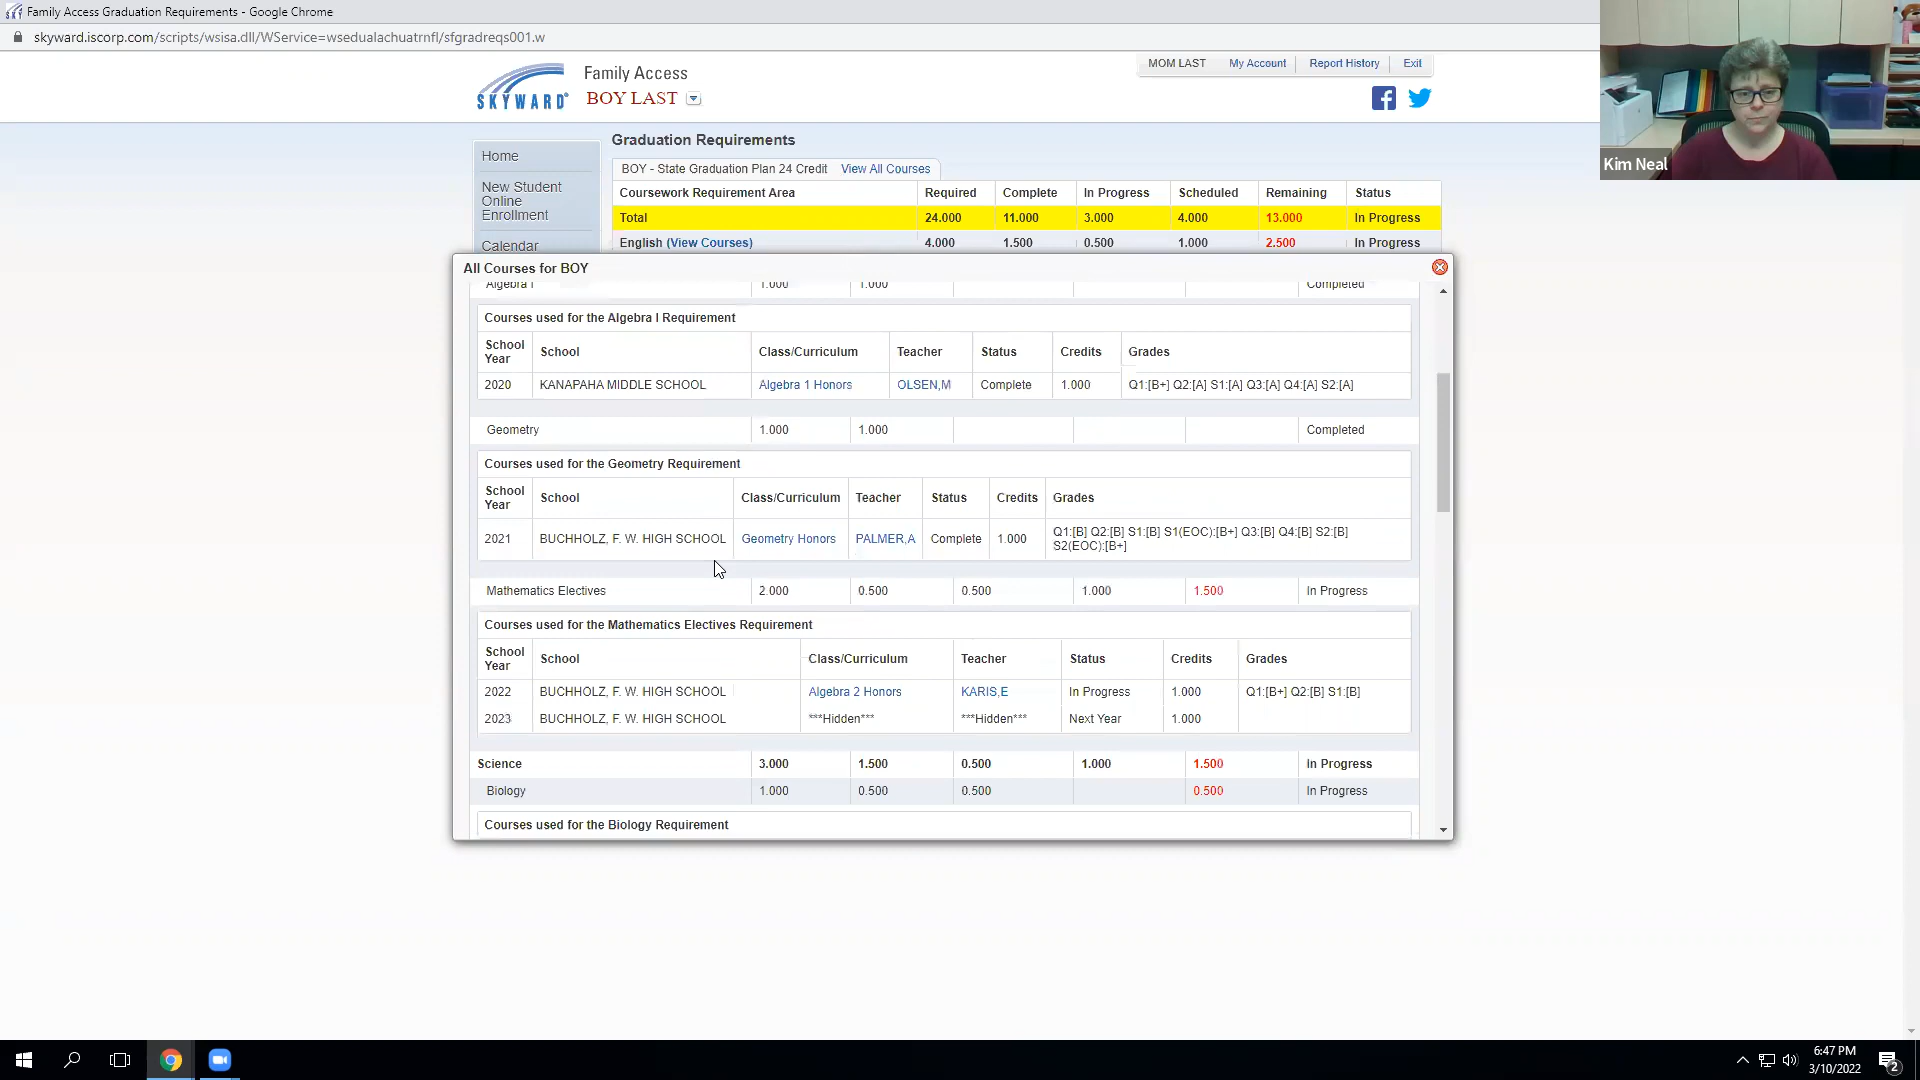 Family Access Graduation Requirements - Google Chrome
skyward.iscorp.com/scripts/wsisa.dll/WService=wsedualachuatrnfl/sfgradreqs001.w
SKYWARD
Family Access
BOY LAST
MOM LAST My Account Report History Exit
Kim Neal
Home
New Student
Online
Enrollment
Calendar
Graduation Requirements
BOY - State Graduation Plan 24 Credit View All Courses
Coursework Requirement Area Required Complete In Progress Scheduled Remaining Status
Total 24.000 11.000 3.000 4.000 13.000 In Progress
English (View Courses) 4.000 1.500 0.500 1.000 2.500 In Progress
All Courses for BOY
Algebra I 1.000 1.000 Completed
Courses used for the Algebra I Requirement
School Year School Class/Curriculum Teacher Status Credits Grades
2020 KANAPAHA MIDDLE SCHOOL Algebra 1 Honors OLSEN,M Complete 1.000 Q1:[B+] Q2:[A] S1:[A] Q3:[A] Q4:[A] S2:[A]
Geometry 1.000 1.000 Completed
Courses used for the Geometry Requirement
School Year School Class/Curriculum Teacher Status Credits Grades
2021 BUCHHOLZ, F. W. HIGH SCHOOL Geometry Honors PALMER,A Complete 1.000 Q1:[B] Q2:[B] S1:[B] S1(EOC):[B+] Q3:[B] Q4:[B] S2:[B]
S2(EOC):[B+]
Mathematics Electives 2.000 0.500 0.500 1.000 1.500 In Progress
Courses used for the Mathematics Electives Requirement
School Year School Class/Curriculum Teacher Status Credits Grades
2022 BUCHHOLZ, F. W. HIGH SCHOOL Algebra 2 Honors KARIS,E In Progress 1.000 Q1:[B+] Q2:[B] S1:[B]
2023 BUCHHOLZ, F. W. HIGH SCHOOL ***Hidden*** ***Hidden*** Next Year 1.000
Science 3.000 1.500 0.500 1.000 1.500 In Progress
Biology 1.000 0.500 0.500 0.500 In Progress
Courses used for the Biology Requirement
6:47 PM
3/10/2022
2